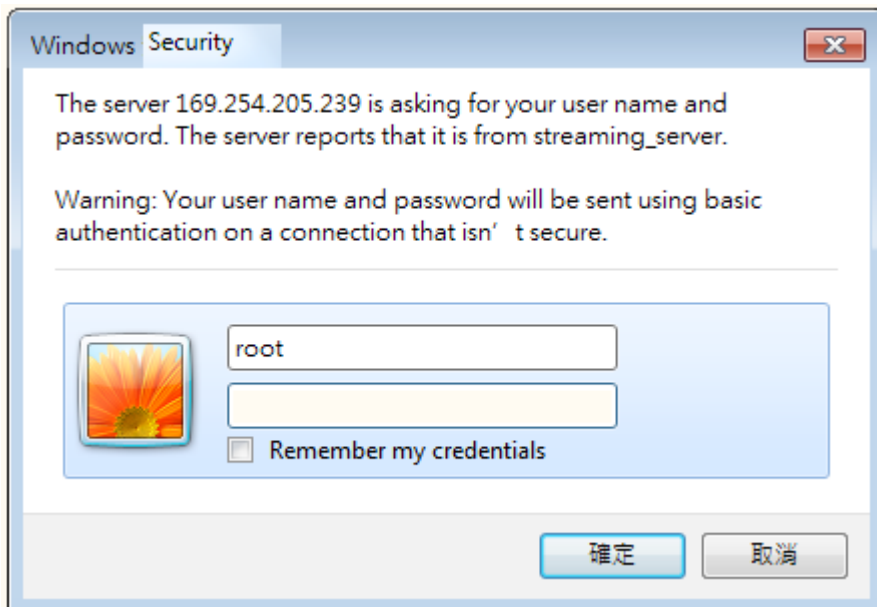 Windows Security
The server 169.254.205.239 is asking for your user name and
password. The server reports that it is from streaming_server.
Warning: Your user name and password will be sent using basic
authentication on a connection that isn’ t secure.
root
Remember my credentials
確定 取消